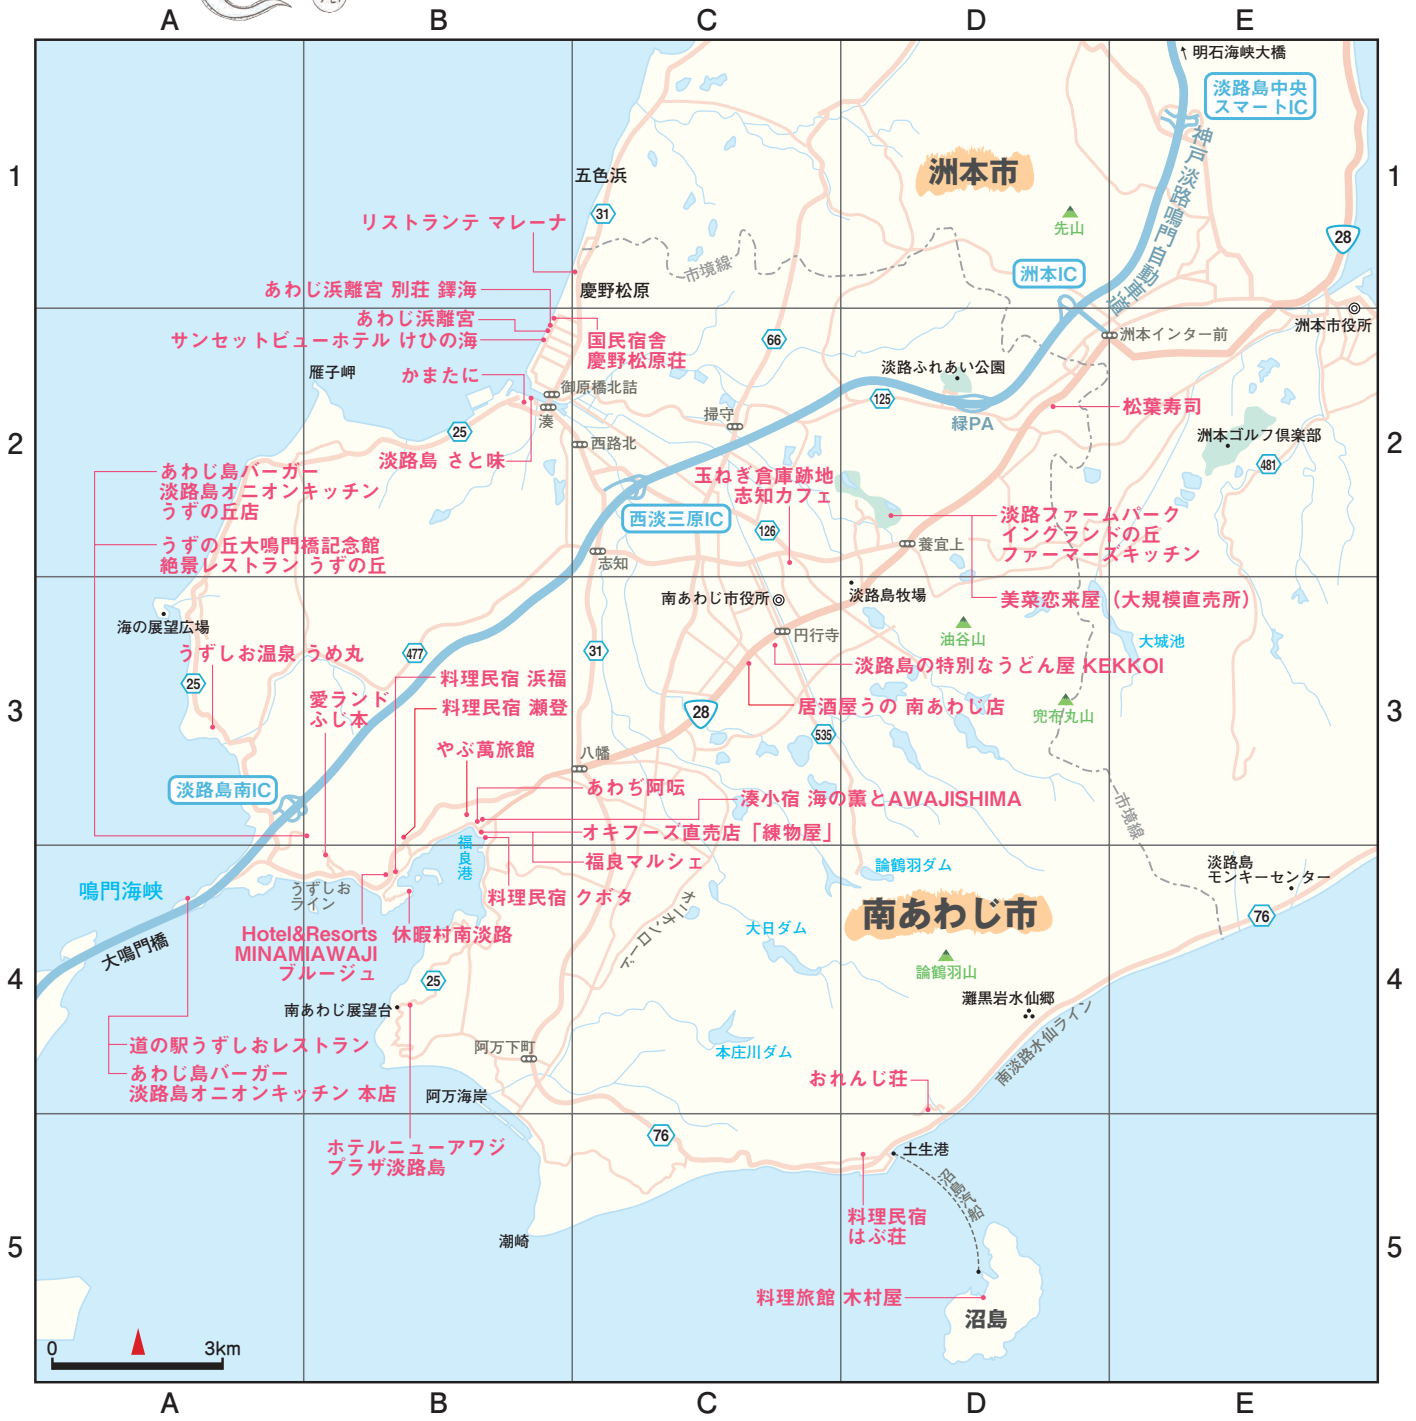 A
B
C
D
E
1
2
3
4
5
1
2
3
4
5
明石海峡大橋
淡路島中央
スマートIC
神戸淡路鳴門自動車道
五色浜
洲本市
31
リストランテ マレーナ
先山
28
市境線
洲本IC
慶野松原
あわじ浜離宮 別荘 鐸海
あわじ浜離宮
サンセットビューホテル けひの海
国民宿舎
慶野松原荘
66
洲本インター前
洲本市役所
雁子岬
かまたに
御原橋北詰
湊
淡路ふれあい公園
125
掃守
緑PA
松葉寿司
25
西路北
洲本ゴルフ倶楽部
481
淡路島 さと味
あわじ島バーガー
淡路島オニオンキッチン
うずの丘店
玉ねぎ倉庫跡地
志知カフェ
西淡三原IC
126
淡路ファームパーク
イングランドの丘
ファーマーズキッチン
うずの丘大鳴門橋記念館
絶景レストラン うずの丘
志知
養宜上
南あわじ市役所
淡路島牧場
美菜恋来屋（大規模直売所）
海の展望広場
円行寺
油谷山
大城池
うずしお温泉 うめ丸
477
31
淡路島の特別なうどん屋 KEKKOI
25
料理民宿 浜福
愛ランド
ふじ本
料理民宿 瀬登
28
居酒屋うの 南あわじ店
兜布丸山
535
やぶ萬旅館
八幡
淡路島南IC
あわぢ阿呍
湊小宿 海の薫とAWAJISHIMA
市境線
オキフーズ直売店「練物屋」
福良港
福良マルシェ
論鶴羽ダム
淡路島
モンキーセンター
鳴門海峡
うずしお
ライン
料理民宿 クボタ
オニオンロード
南あわじ市
76
大鳴門橋
Hotel&Resorts
MINAMIAWAJI
ブルージュ
休暇村南淡路
大日ダム
25
論鶴羽山
南あわじ展望台
灘黒岩水仙郷
南淡路水仙ライン
道の駅うずしおレストラン
阿万下町
本庄川ダム
あわじ島バーガー
淡路島オニオンキッチン 本店
阿万海岸
おれんじ荘
ホテルニューアワジ
プラザ淡路島
76
土生港
沼島汽船
料理民宿
はぶ荘
潮崎
料理旅館 木村屋
沼島
0
3km
A
B
C
D
E